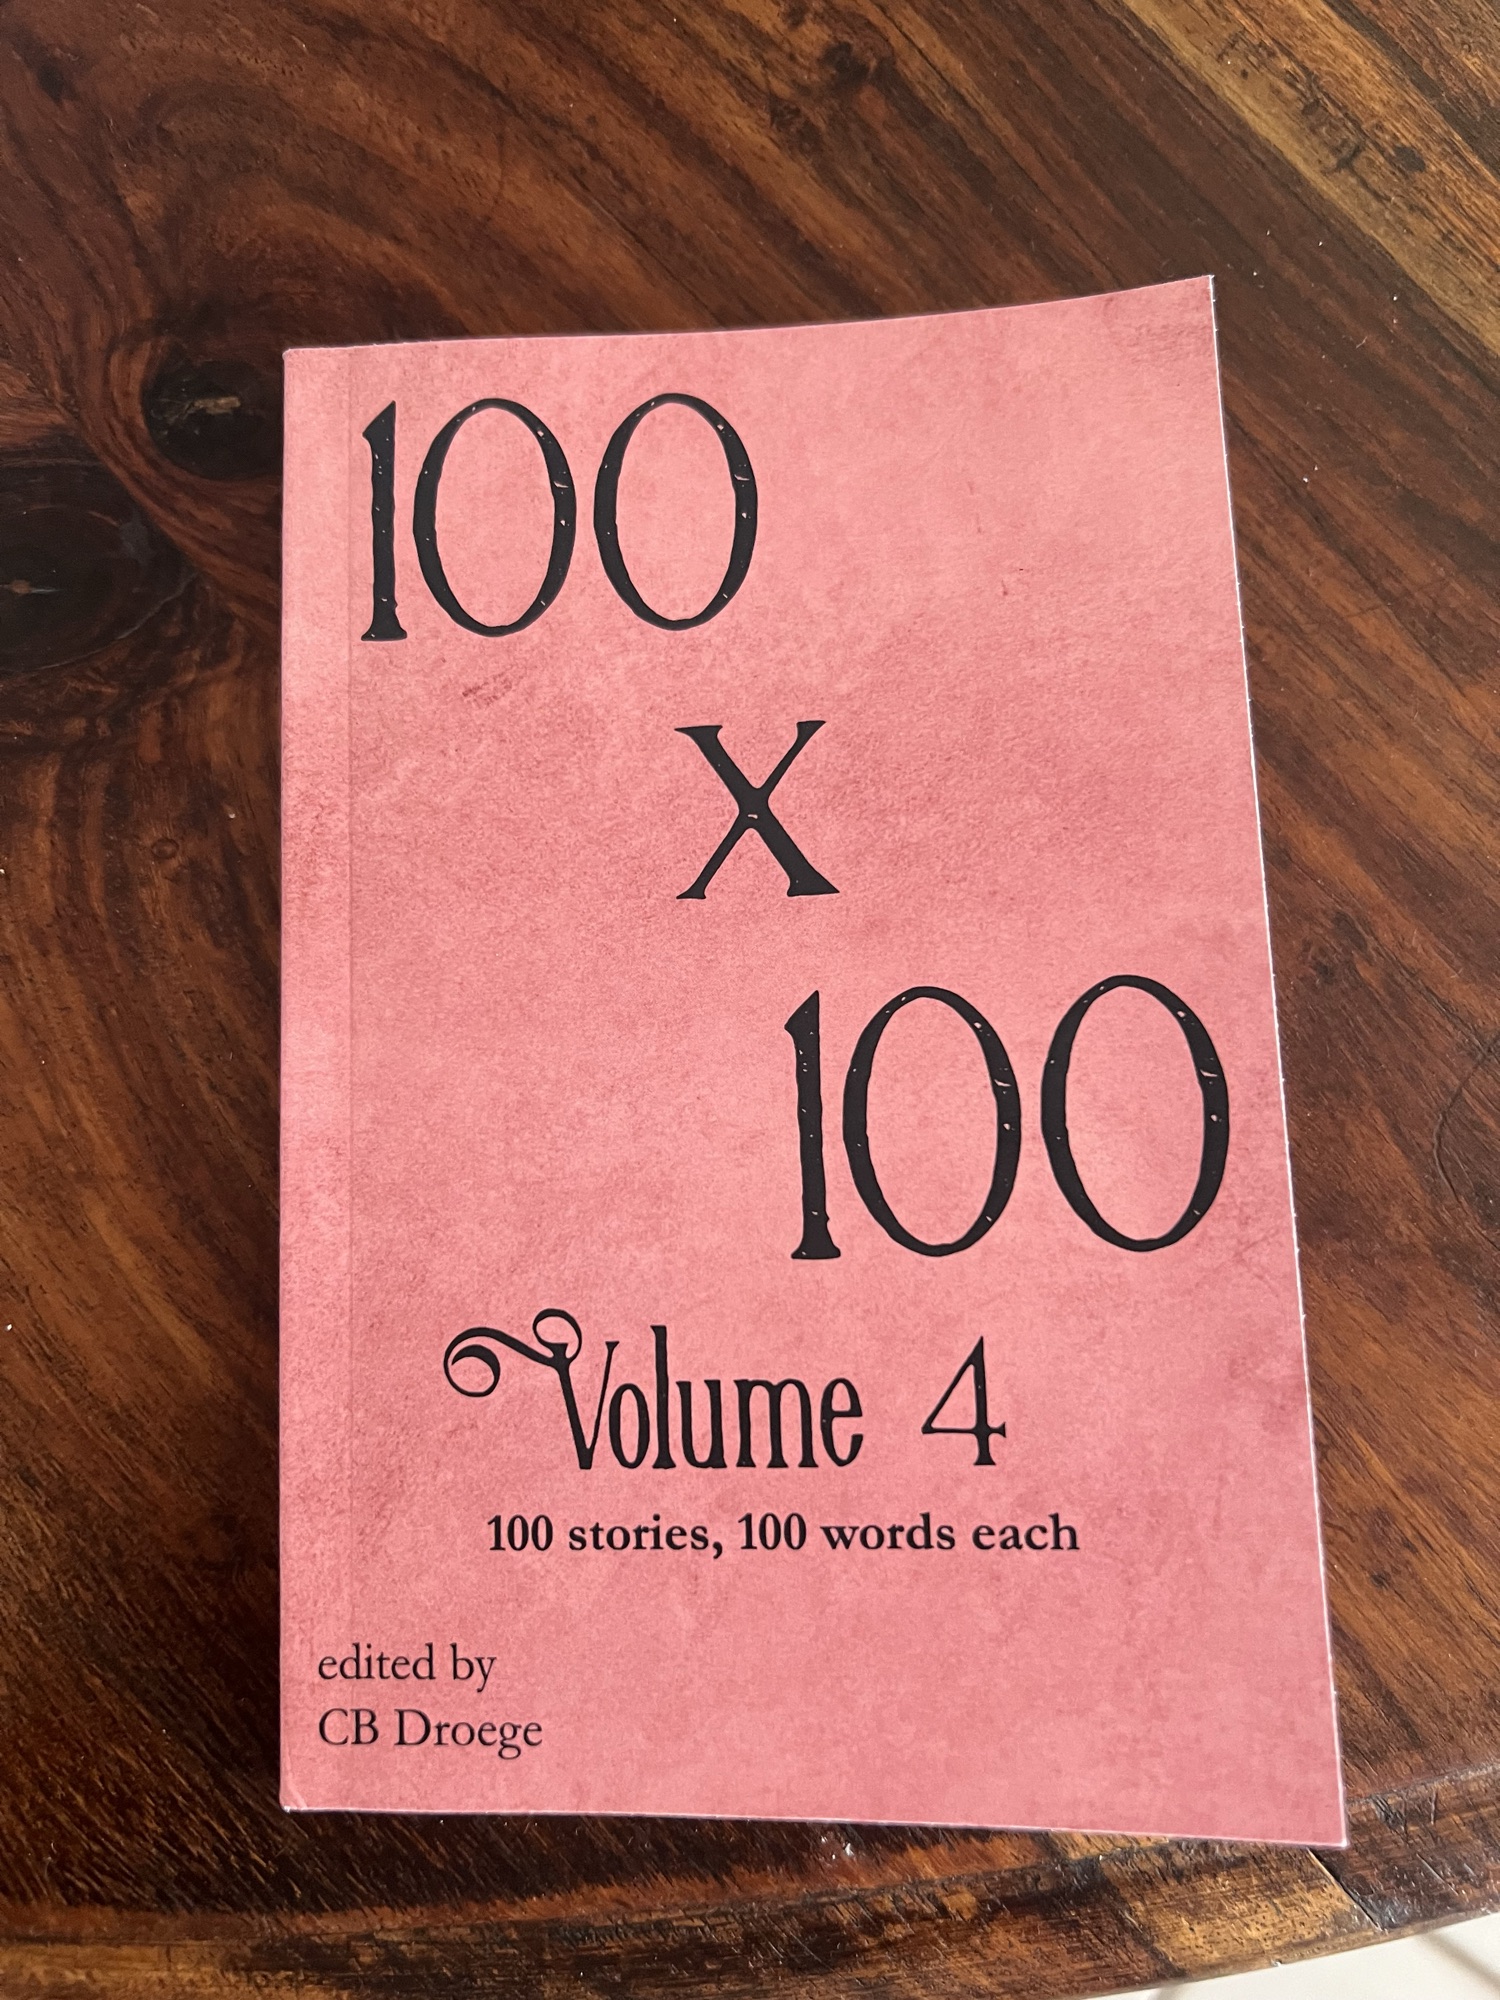 100
X
100
Volume 4
100 stories, 100 words each
edited by
CB Droege